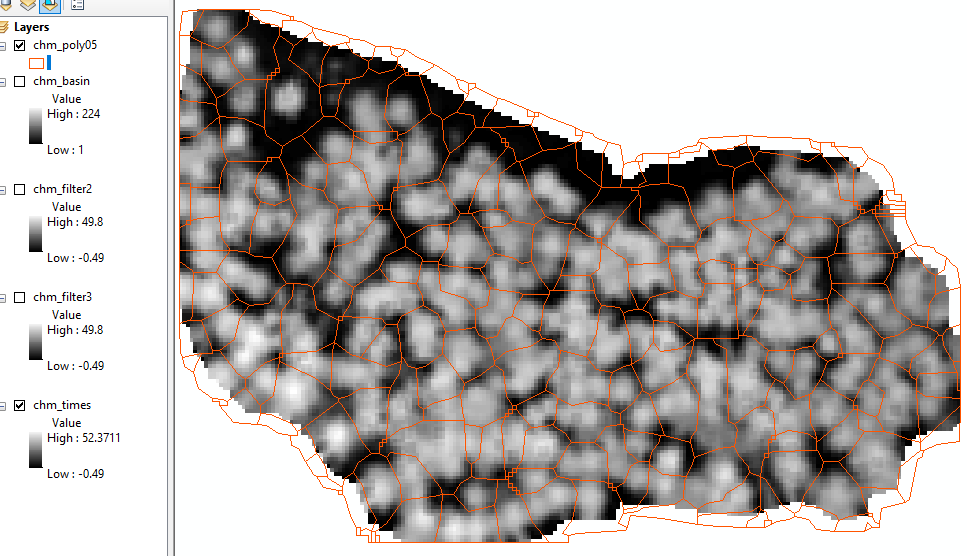 Layers
chm_poly05
chm_basin
Value
High : 224
Low : 1
chm_filter2
Value
High : 49.8
Low : -0.49
chm_filter3
Value
High : 49.8
Low : -0.49
chm_times
Value
High : 52.3711
Low : -0.49